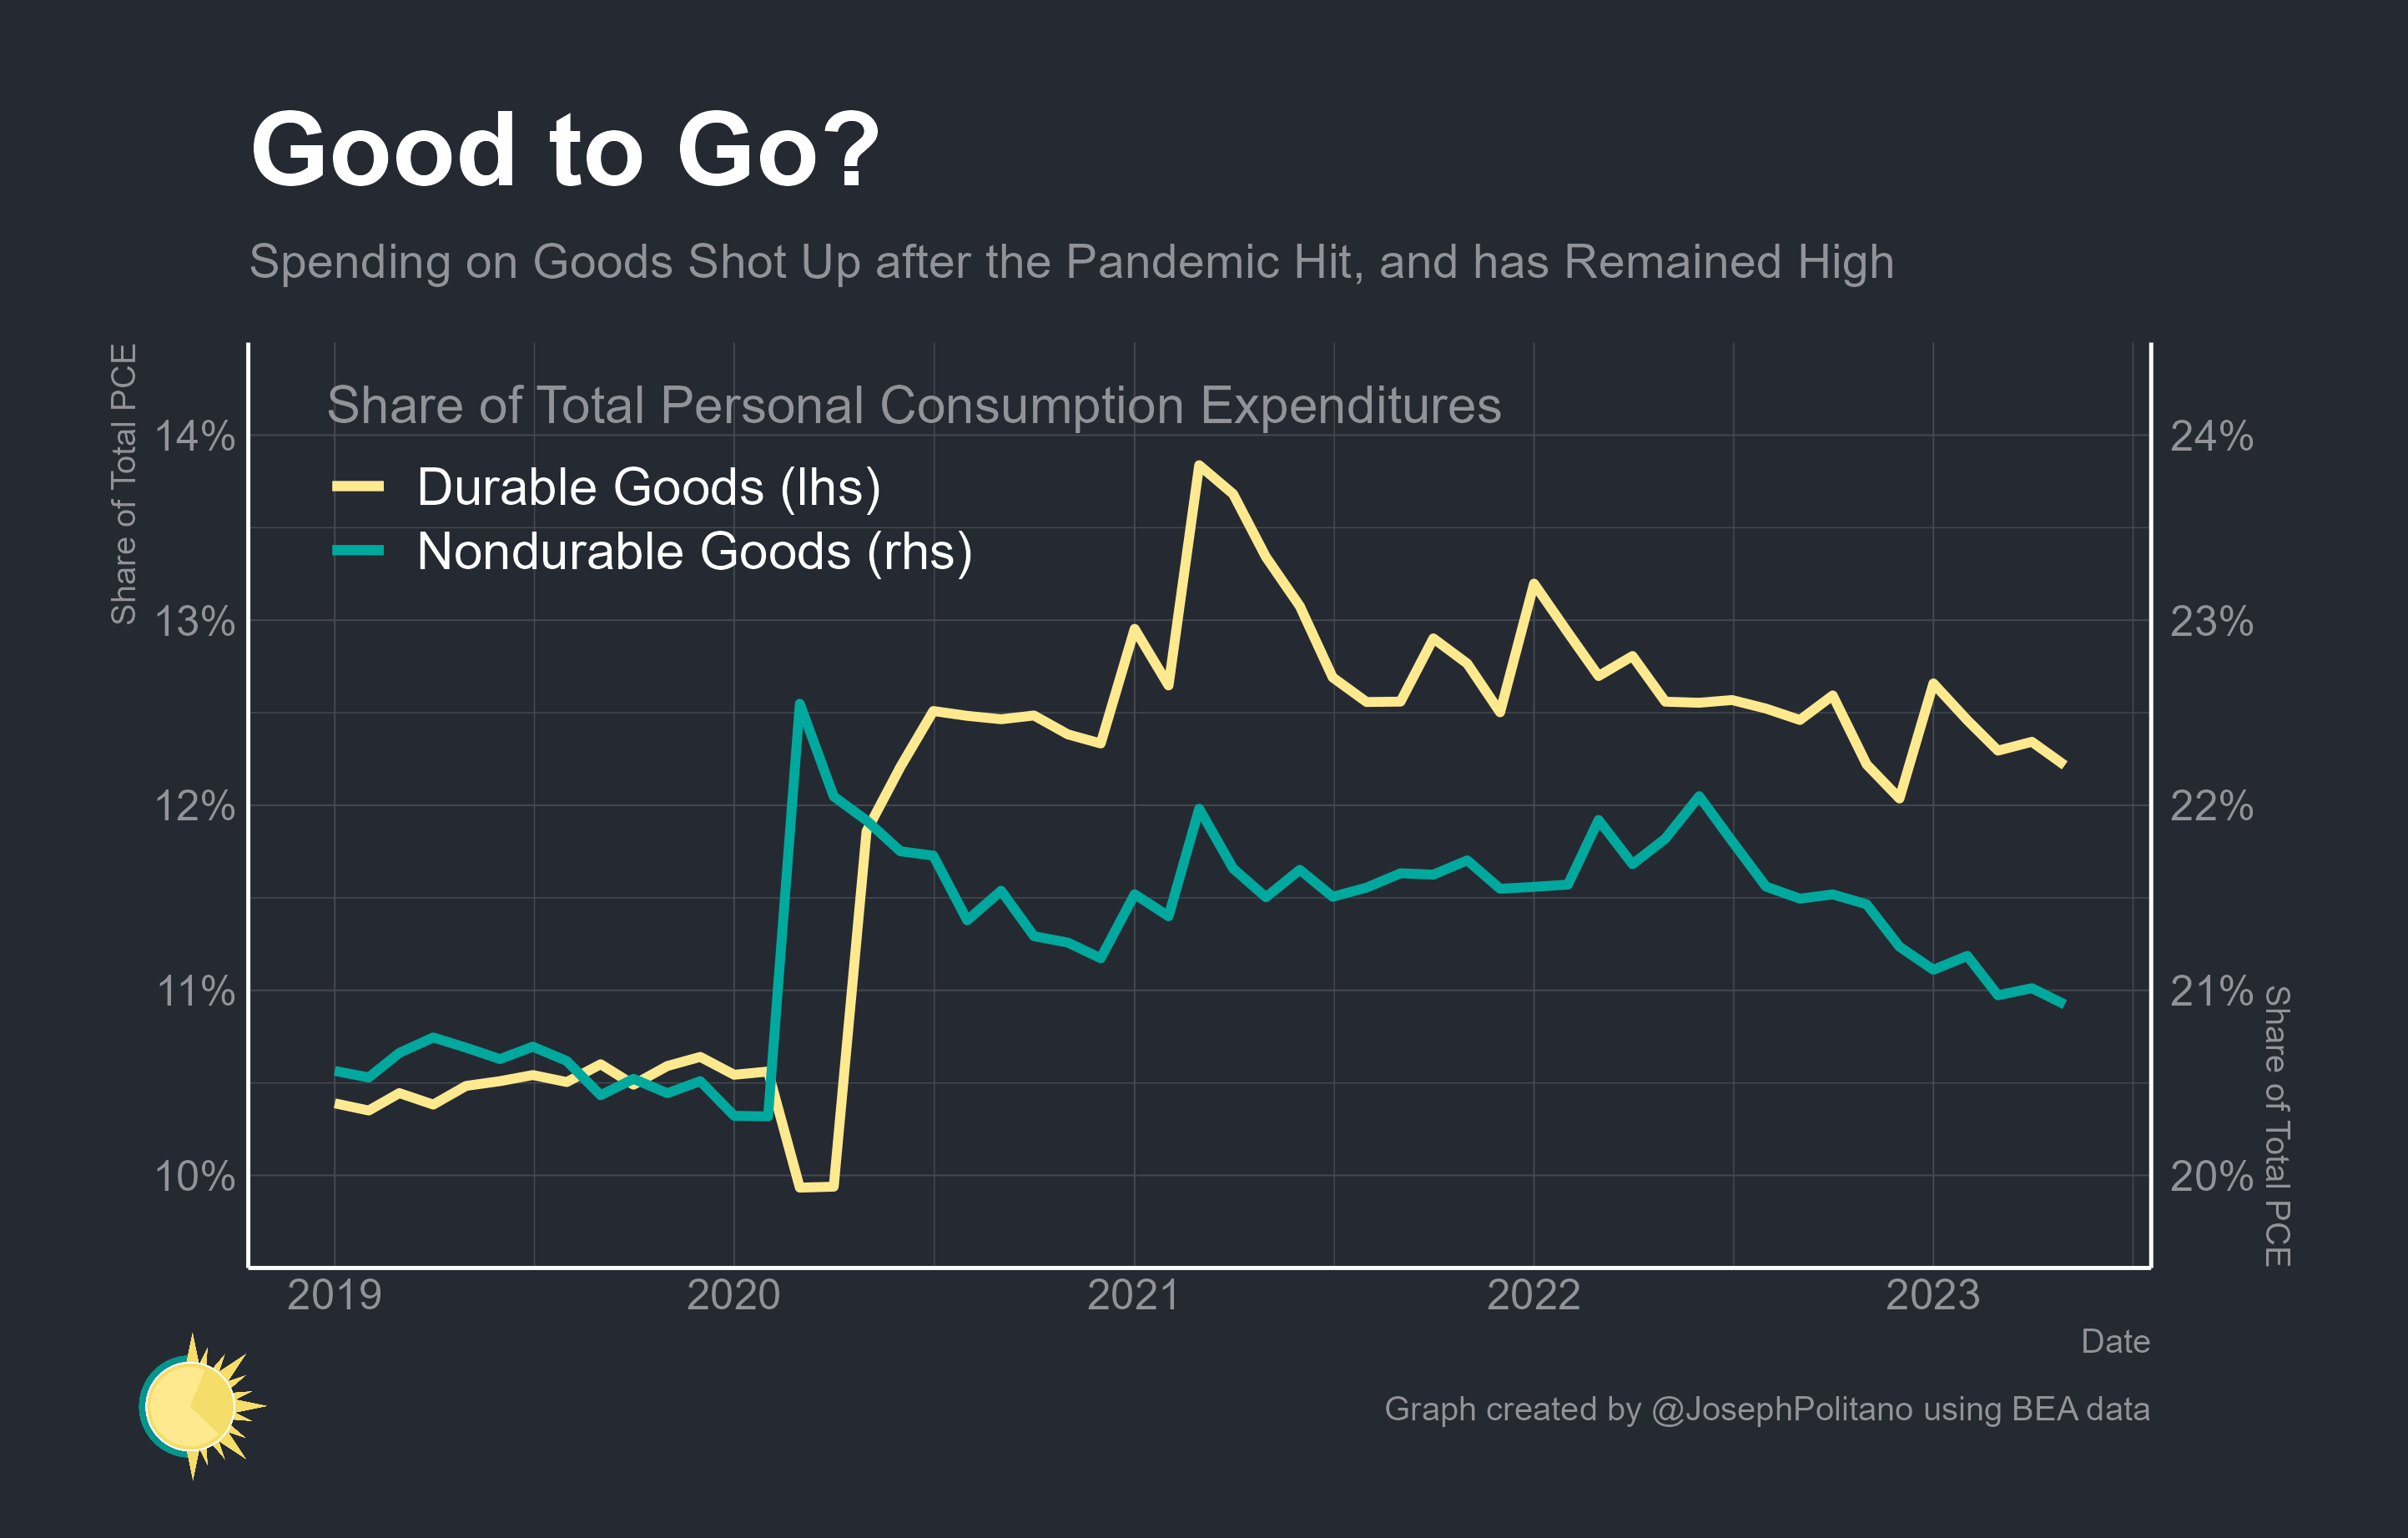 Good to Go?
Spending on Goods Shot Up after the Pandemic Hit, and has Remained High
Share of Total PCE
Share of Total Personal Consumption Expenditures
Durable Goods (lhs)
Nondurable Goods (rhs)
14%
13%
12%
11%
10%
24%
23%
22%
21%
20%
Share of Total PCE
2019
2020
2021
2022
2023
Date
Graph created by @JosephPolitano using BEA data